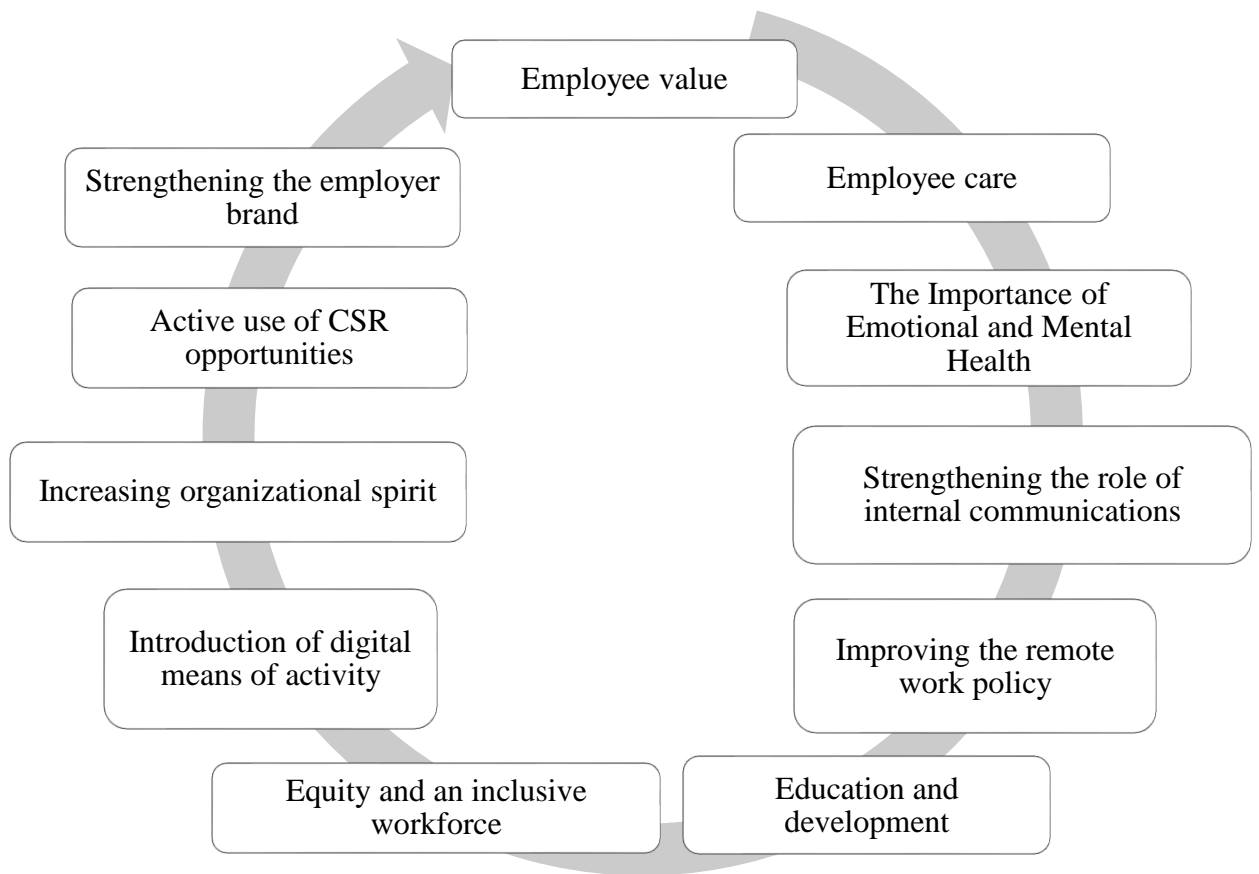 Employee value
Employee care
The Importance of
Emotional and Mental
Health
Strengthening the role of
internal communications
Improving the remote
work policy
Education and
development
Equity and an inclusive
workforce
Introduction of digital
means of activity
Increasing organizational spirit
Active use of CSR
opportunities
Strengthening the employer
brand